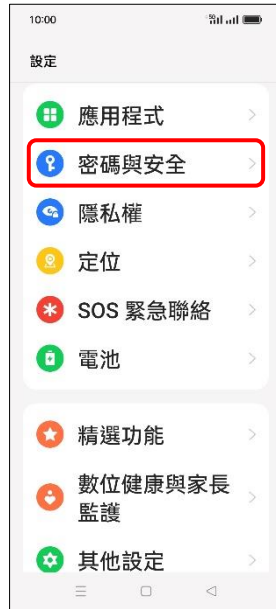 10:00
5G
設定
應用程式
密碼與安全
隱私權
定位
SOS 緊急聯絡
電池
精選功能
數位健康與家長
監護
其他設定